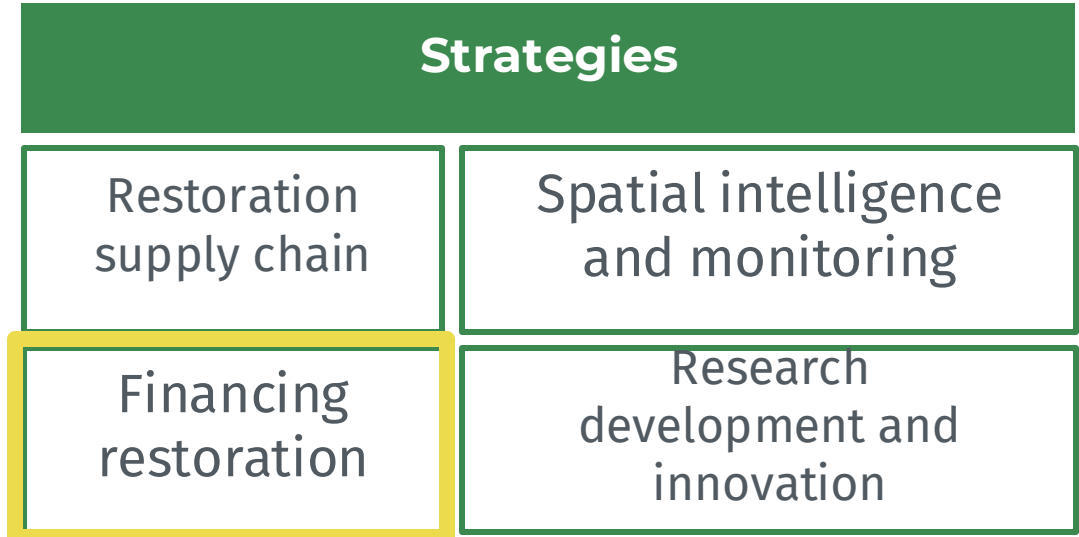 Strategies
Restoration
supply chain
Spatial intelligence
and monitoring
Financing
restoration
Research
development and
innovation